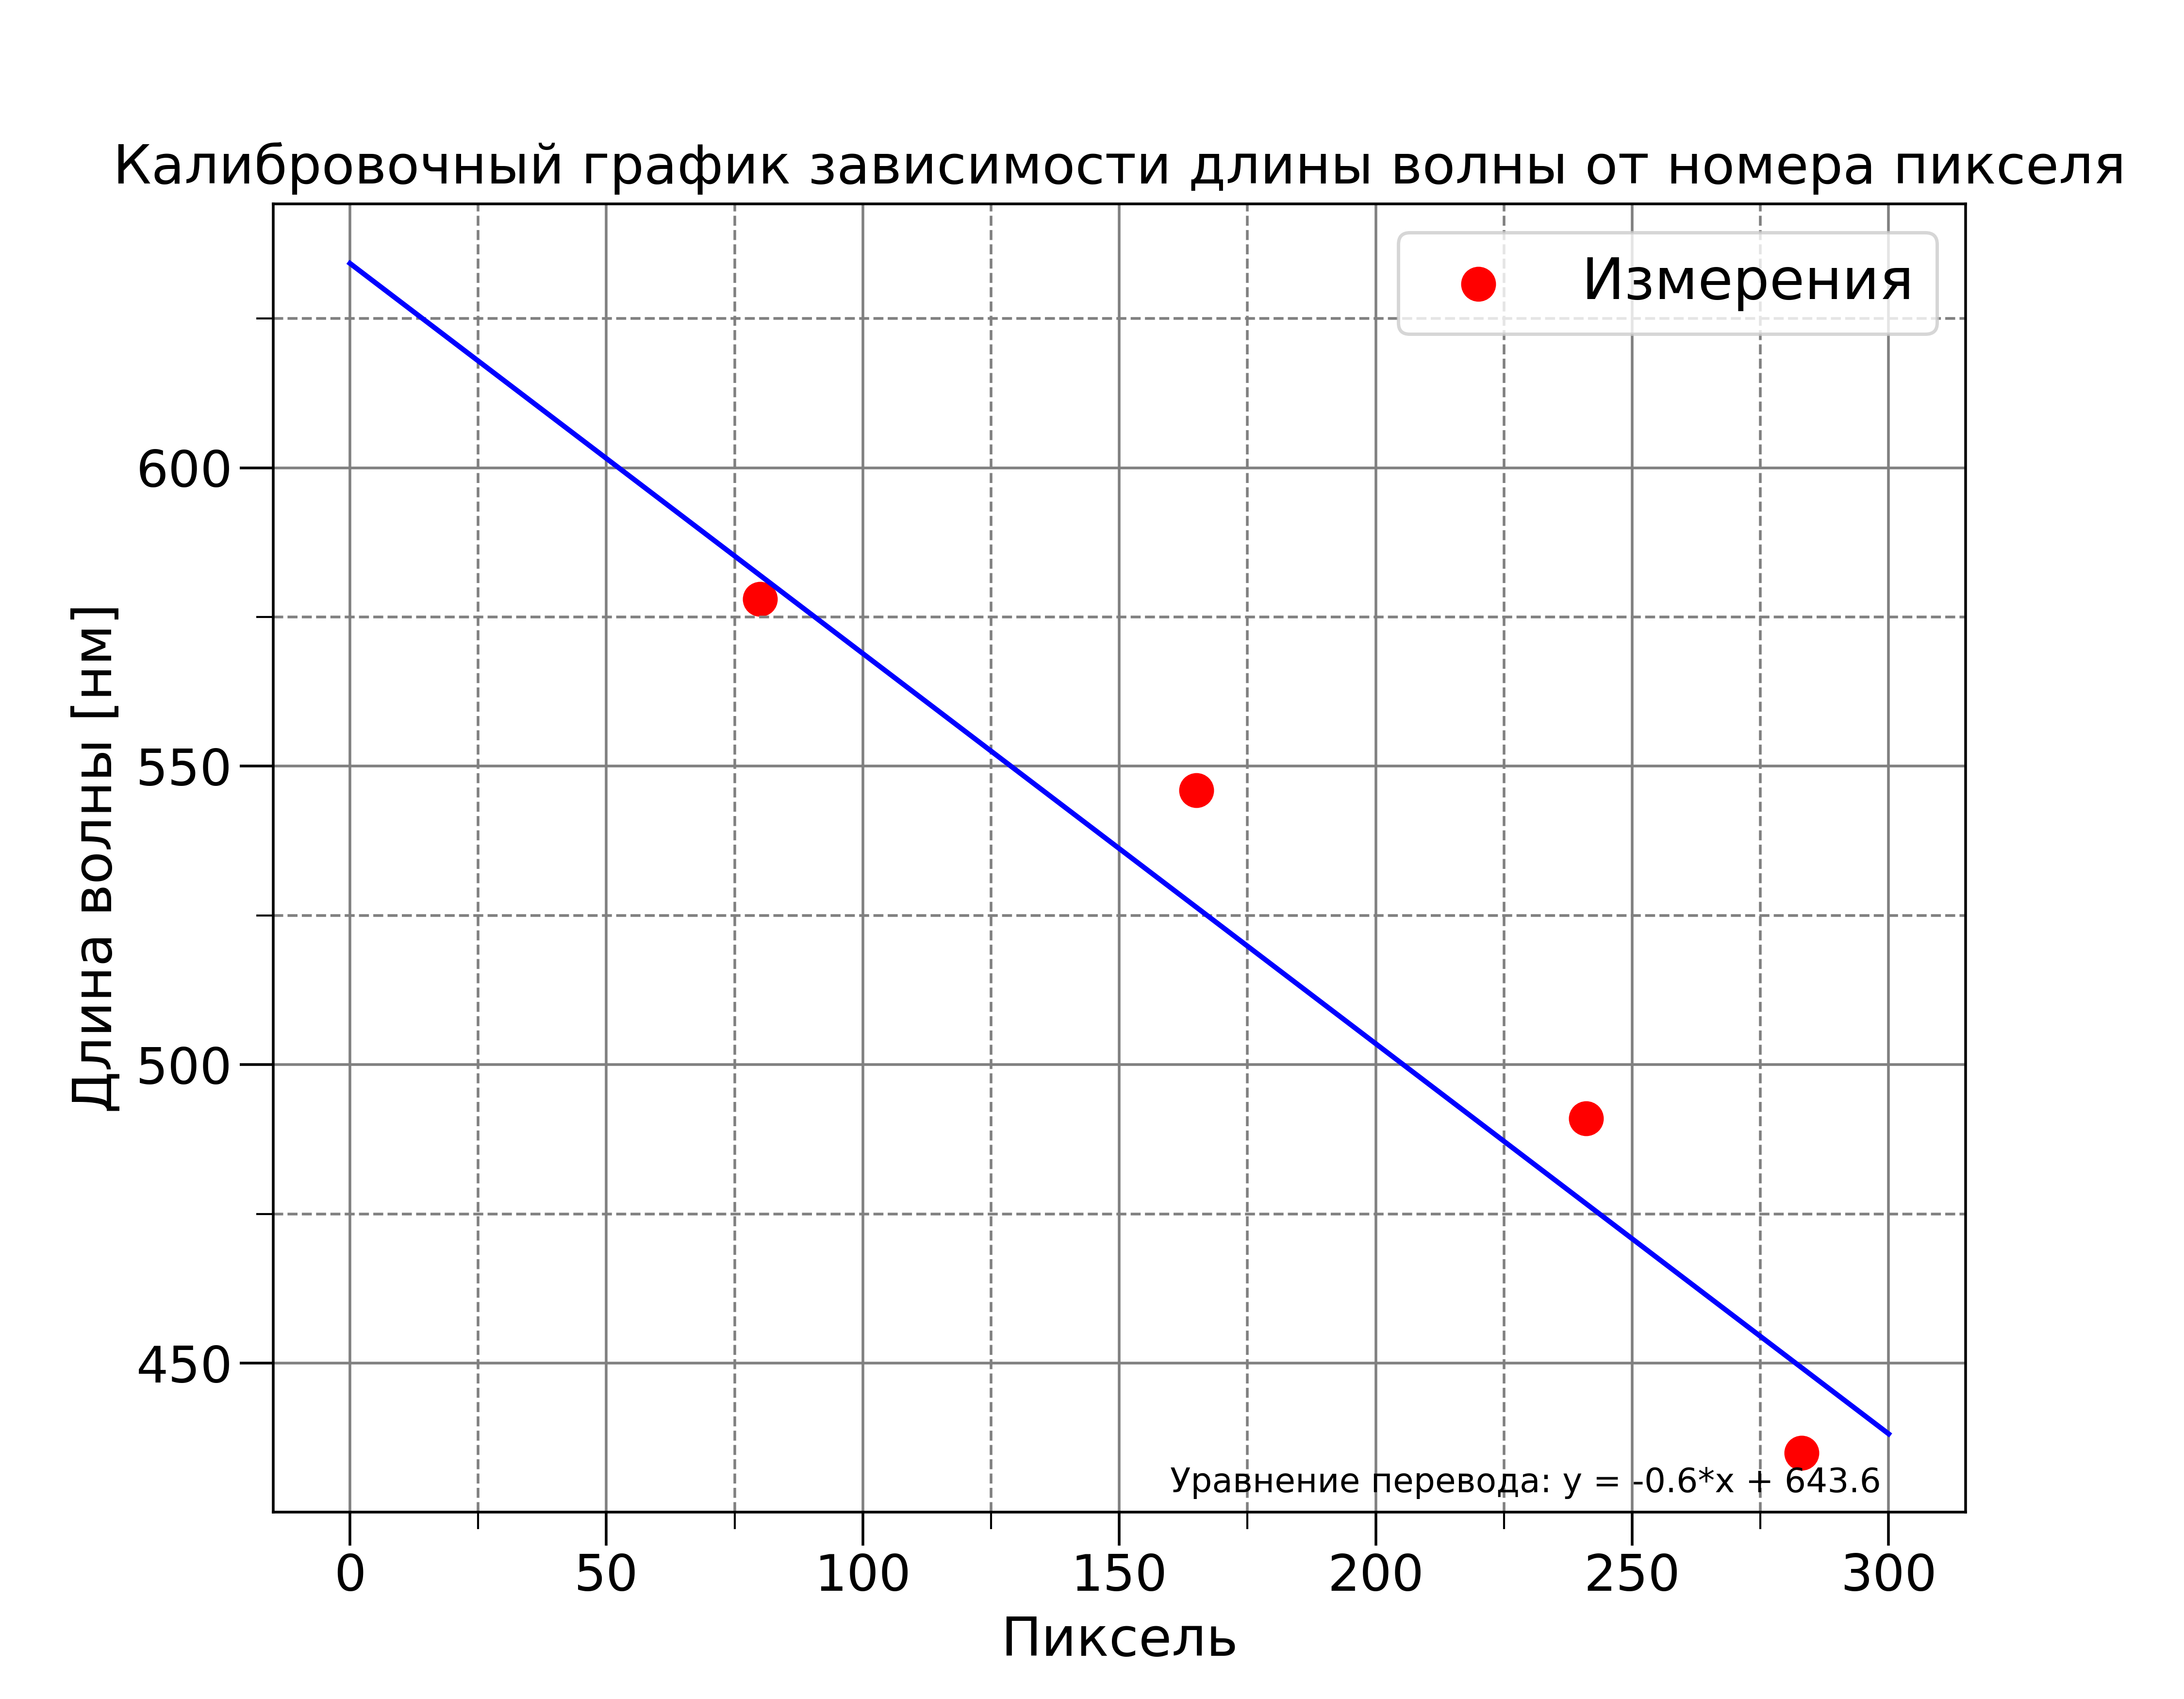 Калибровочный график зависимости длины волны от номера пикселя
Измерения
Длина волны [нм]
600
550
500
450
Уравнение перевода: y = -0.6*x + 643.6
0 50 100 150 200 250 300
Пиксель